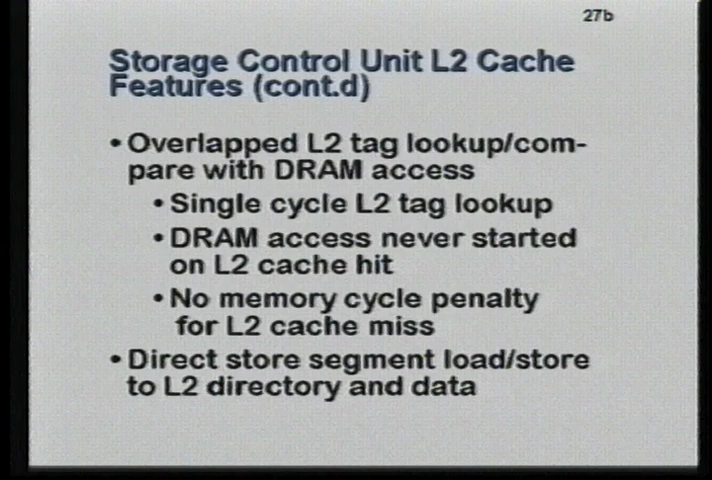 27b
Storage Control Unit L2 Cache
Features (cont.d)
• Overlapped L2 tag lookup/com-
pare with DRAM access
• Single cycle L2 tag lookup
• DRAM access never started
on L2 cache hit
• No memory cycle penalty
for L2 cache miss
• Direct store segment load/store
to L2 directory and data